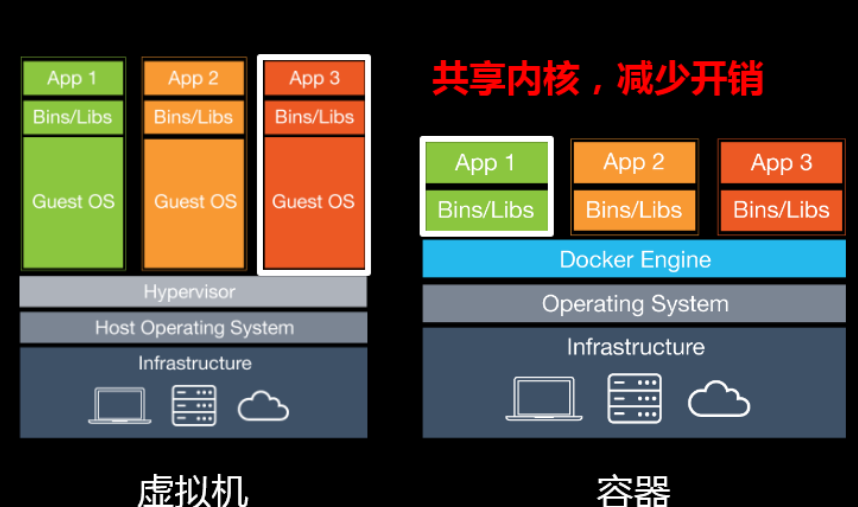 App 1
App 2
App 3
Bins/Libs
Bins/Libs
Bins/Libs
Guest OS
Guest OS
Guest OS
Hypervisor
Host Operating System
Infrastructure
虚拟机
共享内核，减少开销
App 1
App 2
App 3
Bins/Libs
Bins/Libs
Bins/Libs
Docker Engine
Operating System
Infrastructure
容器